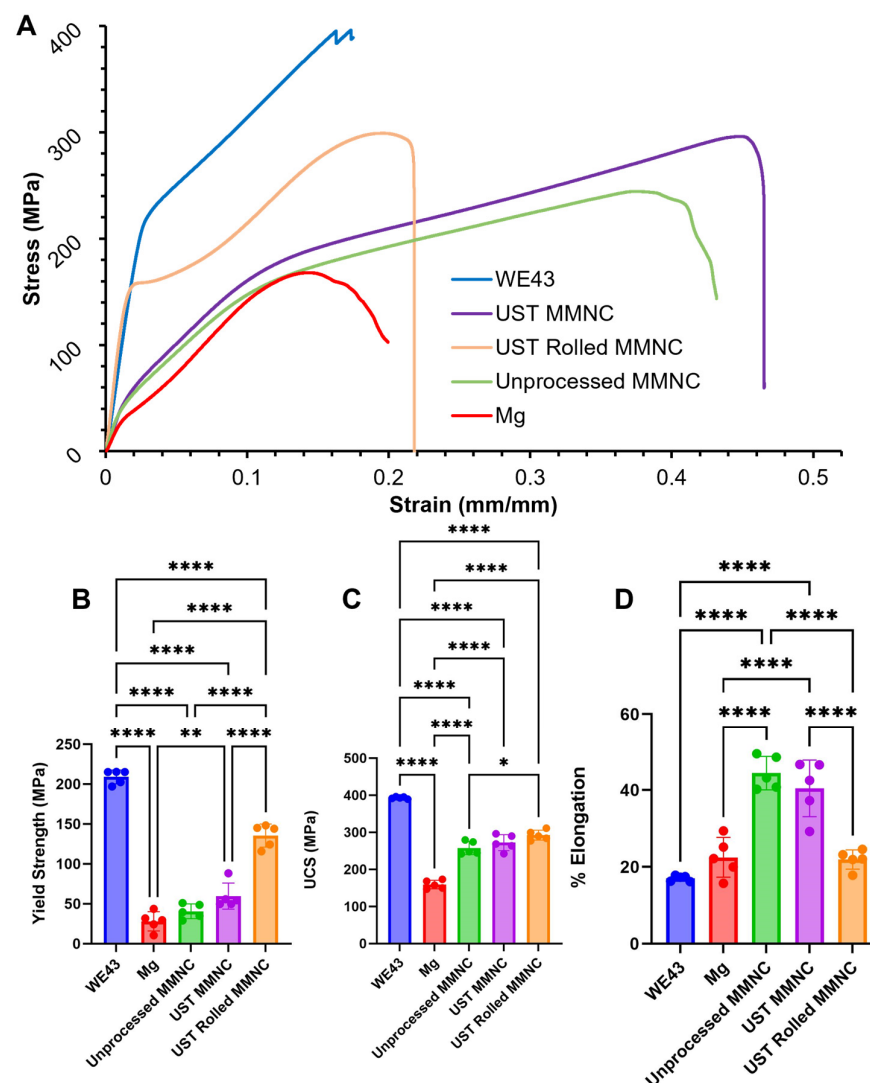 A
Stress (MPa)
400
300
200
100
0
0 0.1 0.2 0.3 0.4 0.5
Strain (mm/mm)
WE43
UST MMNC
UST Rolled MMNC
Unprocessed MMNC
Mg
B
****
****
****
**** ****
**** ** ****
Yield Strength (MPa)
250
200
150
100
50
0
WE43
Mg
Unprocessed MMNC
UST MMNC
UST Rolled MMNC
C
****
****
****
****
****
****
**** *
UCS (MPa)
500
400
300
200
100
0
WE43
Mg
Unprocessed MMNC
UST MMNC
UST Rolled MMNC
D
****
**** ****
****
**** ****
% Elongation
60
40
20
0
WE43
Mg
Unprocessed MMNC
UST MMNC
UST Rolled MMNC